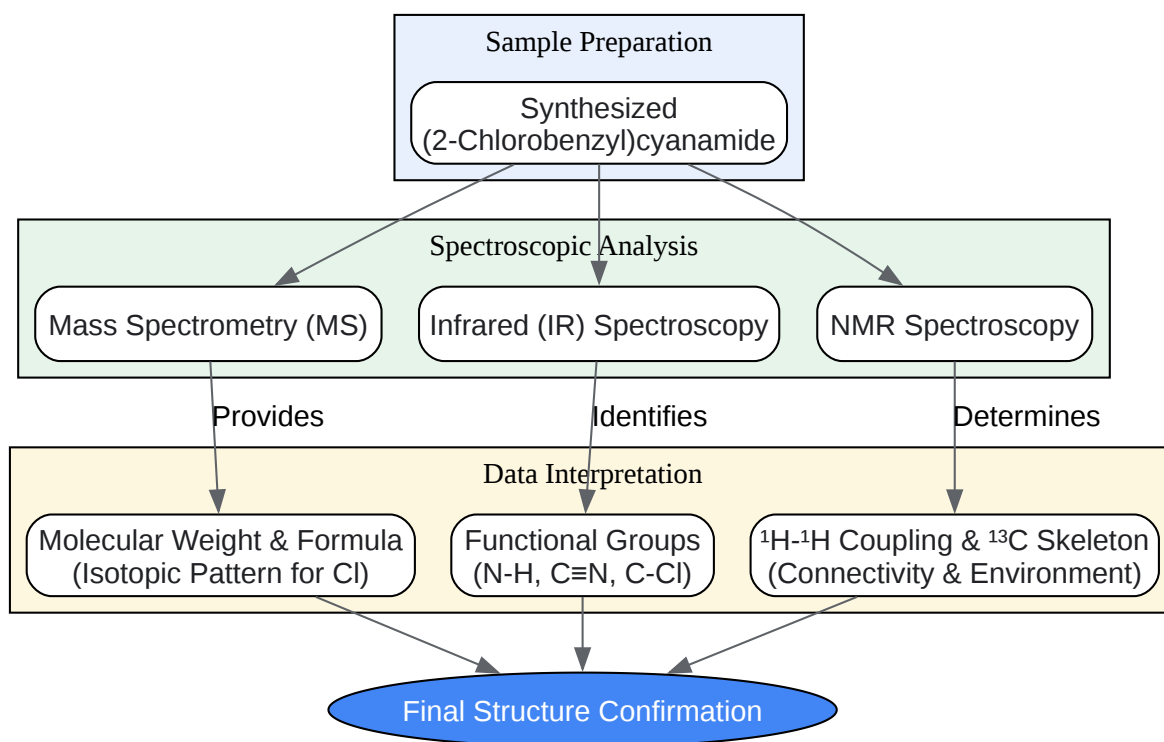 Sample Preparation
Synthesized
(2-Chlorobenzyl)cyanamide
Spectroscopic Analysis
Mass Spectrometry (MS)
Infrared (IR) Spectroscopy
NMR Spectroscopy
Provides
Identifies
Determines
Data Interpretation
Molecular Weight & Formula
(Isotopic Pattern for Cl)
Functional Groups
(N-H, C≡N, C-Cl)
¹H-¹H Coupling & ¹³C Skeleton
(Connectivity & Environment)
Final Structure Confirmation